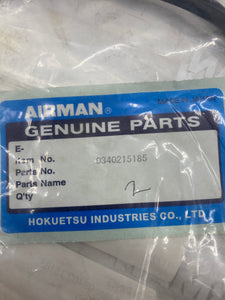 AIRMAN®
GENUINE PARTS
E-
Item No. 0340215185
Parts No.
Parts Name
Q'ty 2
HOKUETSU INDUSTRIES CO., LTD